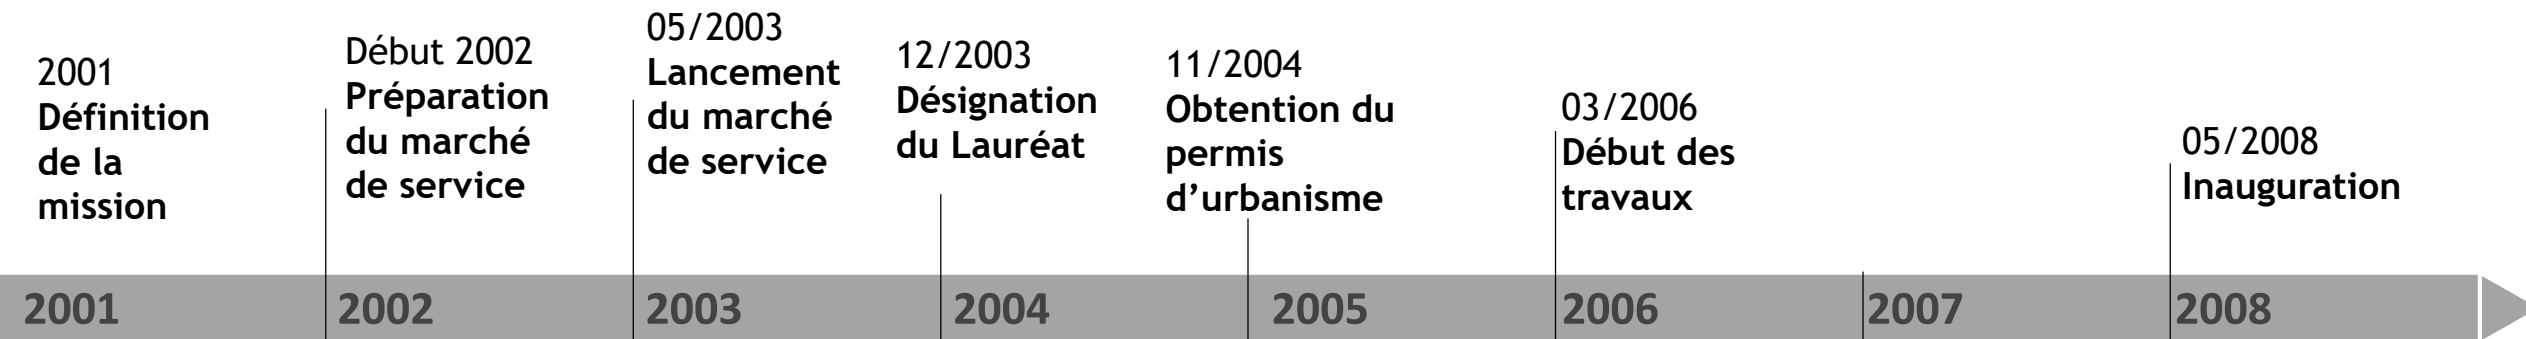 2001
Définition
de la
mission
Début 2002
Préparation
du marché
de service
05/2003
Lancement
du marché
de service
12/2003
Désignation
du Lauréat
11/2004
Obtention du
permis
d’urbanisme
03/2006
Début des
travaux
05/2008
Inauguration
2001
2002
2003
2004
2005
2006
2007
2008